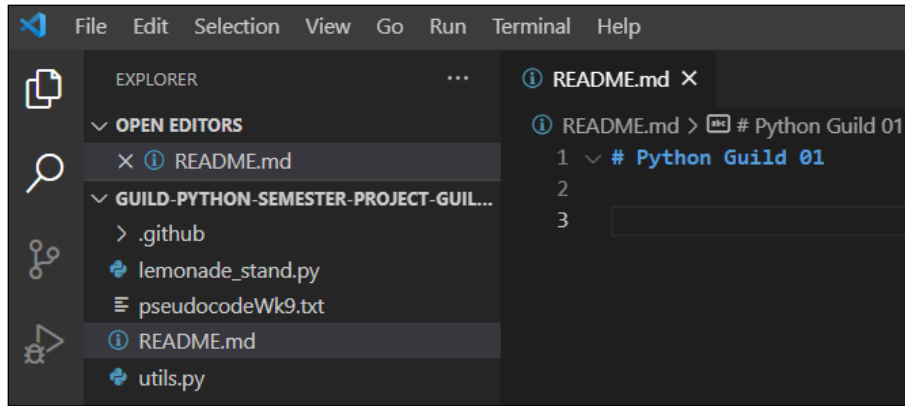 File Edit Selection View Go Run Terminal Help
EXPLORER ...
OPEN EDITORS
README.md
GUILD-PYTHON-SEMESTER-PROJECT-GUIL...
.github
lemonade_stand.py
pseudocodeWk9.txt
README.md
utils.py
README.md
README.md > abc # Python Guild 01
1 # Python Guild 01
2
3